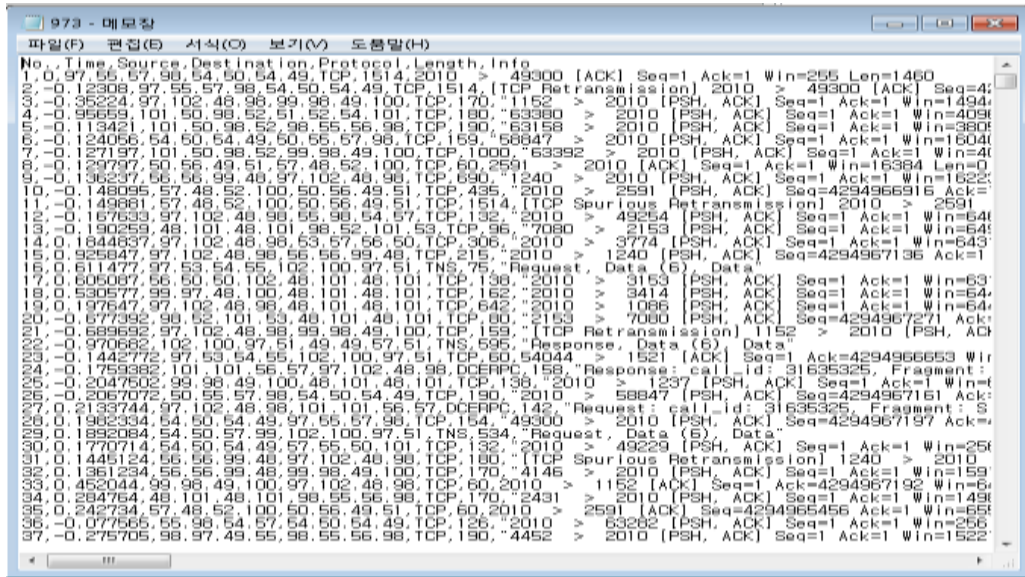 973 - 메모장
파일(F) 편집(E) 서식(O) 보기(V) 도움말(H)
No.,Time,Source,Destination,Protocol,Length,Info
1,0,97.56.57.98,54.50.54.49,TCP,1514,2010 > 49300 [ACK] Seq=1 Ack=1 Win=255 Len=1460
2,-0.12308,97.55.57.98,54.50.54.49,TCP,1514,[TCP Retransmission] 2010 > 49300 [ACK] Seq=
3,-0.35224,97.102.48.98,99.98.49.100,TCP,170,"1152 > 2010 [PSH, ACK] Seq=1 Ack=1 Win=1494
4,-0.95659,101.50.98.52,51.52.54.101,TCP,180,"63380 > 2010 [PSH, ACK] Seq=1 Ack=1 Win=4096
5,-0.113421,101.50.98.52,98.55.56.98,TCP,190,"63158 > 2010 [PSH, ACK] Seq=1 Ack=1 Win=3805
6,-0.124056,54.50.54.49,50.55.57.98,TCP,159,"58847 > 2010 [PSH, ACK] Seq=1 Ack=1 Win=1604
7,-0.127197,101.50.98.52,99.98.49.100,TCP,1000,"63392 > 2010 [PSH, ACK] Seq=1 Ack=1 Win=40
8,-0.129797,50.56.49.51,57.48.52.100,TCP,60,2591 > 2010 [ACK] Seq=1 Ack=1 Win=16384 Len=0
9,-0.138237,56.56.99.48,97.102.48.98,TCP,690,"1240 > 2010 [PSH, ACK] Seq=1 Ack=1 Win=1622
10,-0.148095,57.48.52.100,50.56.49.51,TCP,435,"2010 > 2591 [PSH, ACK] Seq=4294966916 Ack=
11,-0.149881,57.48.52.100,50.56.49.51,TCP,1514,[TCP Spurious Retransmission] 2010 > 2591
12,-0.167633,97.102.48.98,55.98.54.57,TCP,132,"2010 > 49254 [PSH, ACK] Seq=1 Ack=1 Win=64
13,-0.190259,48.101.48.101,98.52.101.53,TCP,96,"7080 > 2153 [PSH, ACK] Seq=1 Ack=1 Win=64
14,0.1844837,97.102.48.98,53.57.56.50,TCP,306,"2010 > 3774 [PSH, ACK] Seq=1 Ack=1 Win=643
15,0.925847,97.102.48.98,56.56.99.48,TCP,215,"2010 > 1240 [PSH, ACK] Seq=4294967136 Ack=1
16,0.611477,97.53.54.55,102.100.97.51,TNS,75,"Request, Data (6), Data"
17,0.605097,56.50.50.102,48.101.48.101,TCP,138,"2010 > 3153 [PSH, ACK] Seq=1 Ack=1 Win=63
18,0.530577,99.97.48.100,48.101.48.101,TCP,162,"2010 > 3414 [PSH, ACK] Seq=1 Ack=1 Win=64
19,0.197647,97.102.48.98,48.101.48.101,TCP,642,"2010 > 1086 [PSH, ACK] Seq=1 Ack=1 Win=64
20,-0.877392,98.52.101.53,48.101.48.101,TCP,80,"2153 > 7080 [PSH, ACK] Seq=4294967271 Ack
21,-0.689692,97.102.48.98,99.98.49.100,TCP,159,"[TCP Retransmission] 1152 > 2010 [PSH, ACK
22,-0.970682,102.100.97.51,49.49.57.51,TNS,595,"Response, Data (6), Data"
23,-0.1442772,97.53.54.55,102.100.97.51,TCP,60,54044 > 1521 [ACK] Seq=1 Ack=4294966653 Wi
24,-0.1759382,101.101.56.57,97.102.48.98,DCERPC,158,"Response: call_id: 31635325, Fragment:
25,-0.2047502,99.98.49.100,48.101.48.101,TCP,138,"2010 > 1237 [PSH, ACK] Seq=1 Ack=1 Win=
26,-0.2067072,50.55.57.98,54.50.54.49,TCP,190,"2010 > 58847 [PSH, ACK] Seq=4294967161 Ack
27,0.2133744,97.102.48.98,101.101.56.57,DCERPC,142,"Request: call_id: 31635325, Fragment: S
28,0.1982334,54.50.54.49,97.55.57.98,TCP,154,"49300 > 2010 [PSH, ACK] Seq=4294967197 Ack=
29,0.1892084,54.50.57.99,102.100.97.51,TNS,534,"Request, Data (6), Data"
30,0.1770714,54.50.54.49,57.55.50.101,TCP,132,"2010 > 49229 [PSH, ACK] Seq=1 Ack=1 Win=256
31,0.1445124,56.56.99.48,97.102.48.98,TCP,180,"[TCP Spurious Retransmission] 1240 > 2010
32,0.1361234,56.56.99.48,99.98.49.100,TCP,170,"4146 > 2010 [PSH, ACK] Seq=1 Ack=1 Win=159
33,0.452044,99.98.49.100,97.102.48.98,TCP,60,2010 > 1152 [ACK] Seq=1 Ack=4294967192 Win=6
34,0.284764,48.101.48.101,98.55.56.98,TCP,170,"2431 > 2010 [PSH, ACK] Seq=1 Ack=1 Win=149
35,0.242734,57.48.52.100,50.56.49.51,TCP,60,2010 > 2591 [ACK] Seq=4294965456 Ack=1 Win=65
36,-0.077565,55.98.54.57,54.50.54.49,TCP,126,"2010 > 63282 [PSH, ACK] Seq=1 Ack=1 Win=256
37,-0.275705,98.97.49.55,98.55.56.98,TCP,190,"4452 > 2010 [PSH, ACK] Seq=1 Ack=1 Win=1522